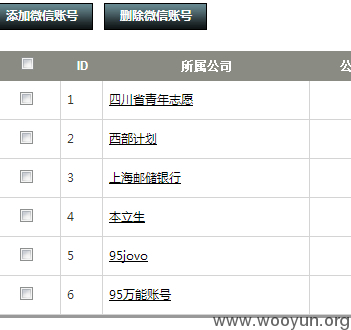 添加微信账号 删除微信账号
ID 所属公司 公
1 四川省青年志愿
2 西部计划
3 上海邮储银行
4 本立生
5 95jovo
6 95万能账号
www.wooyun.org